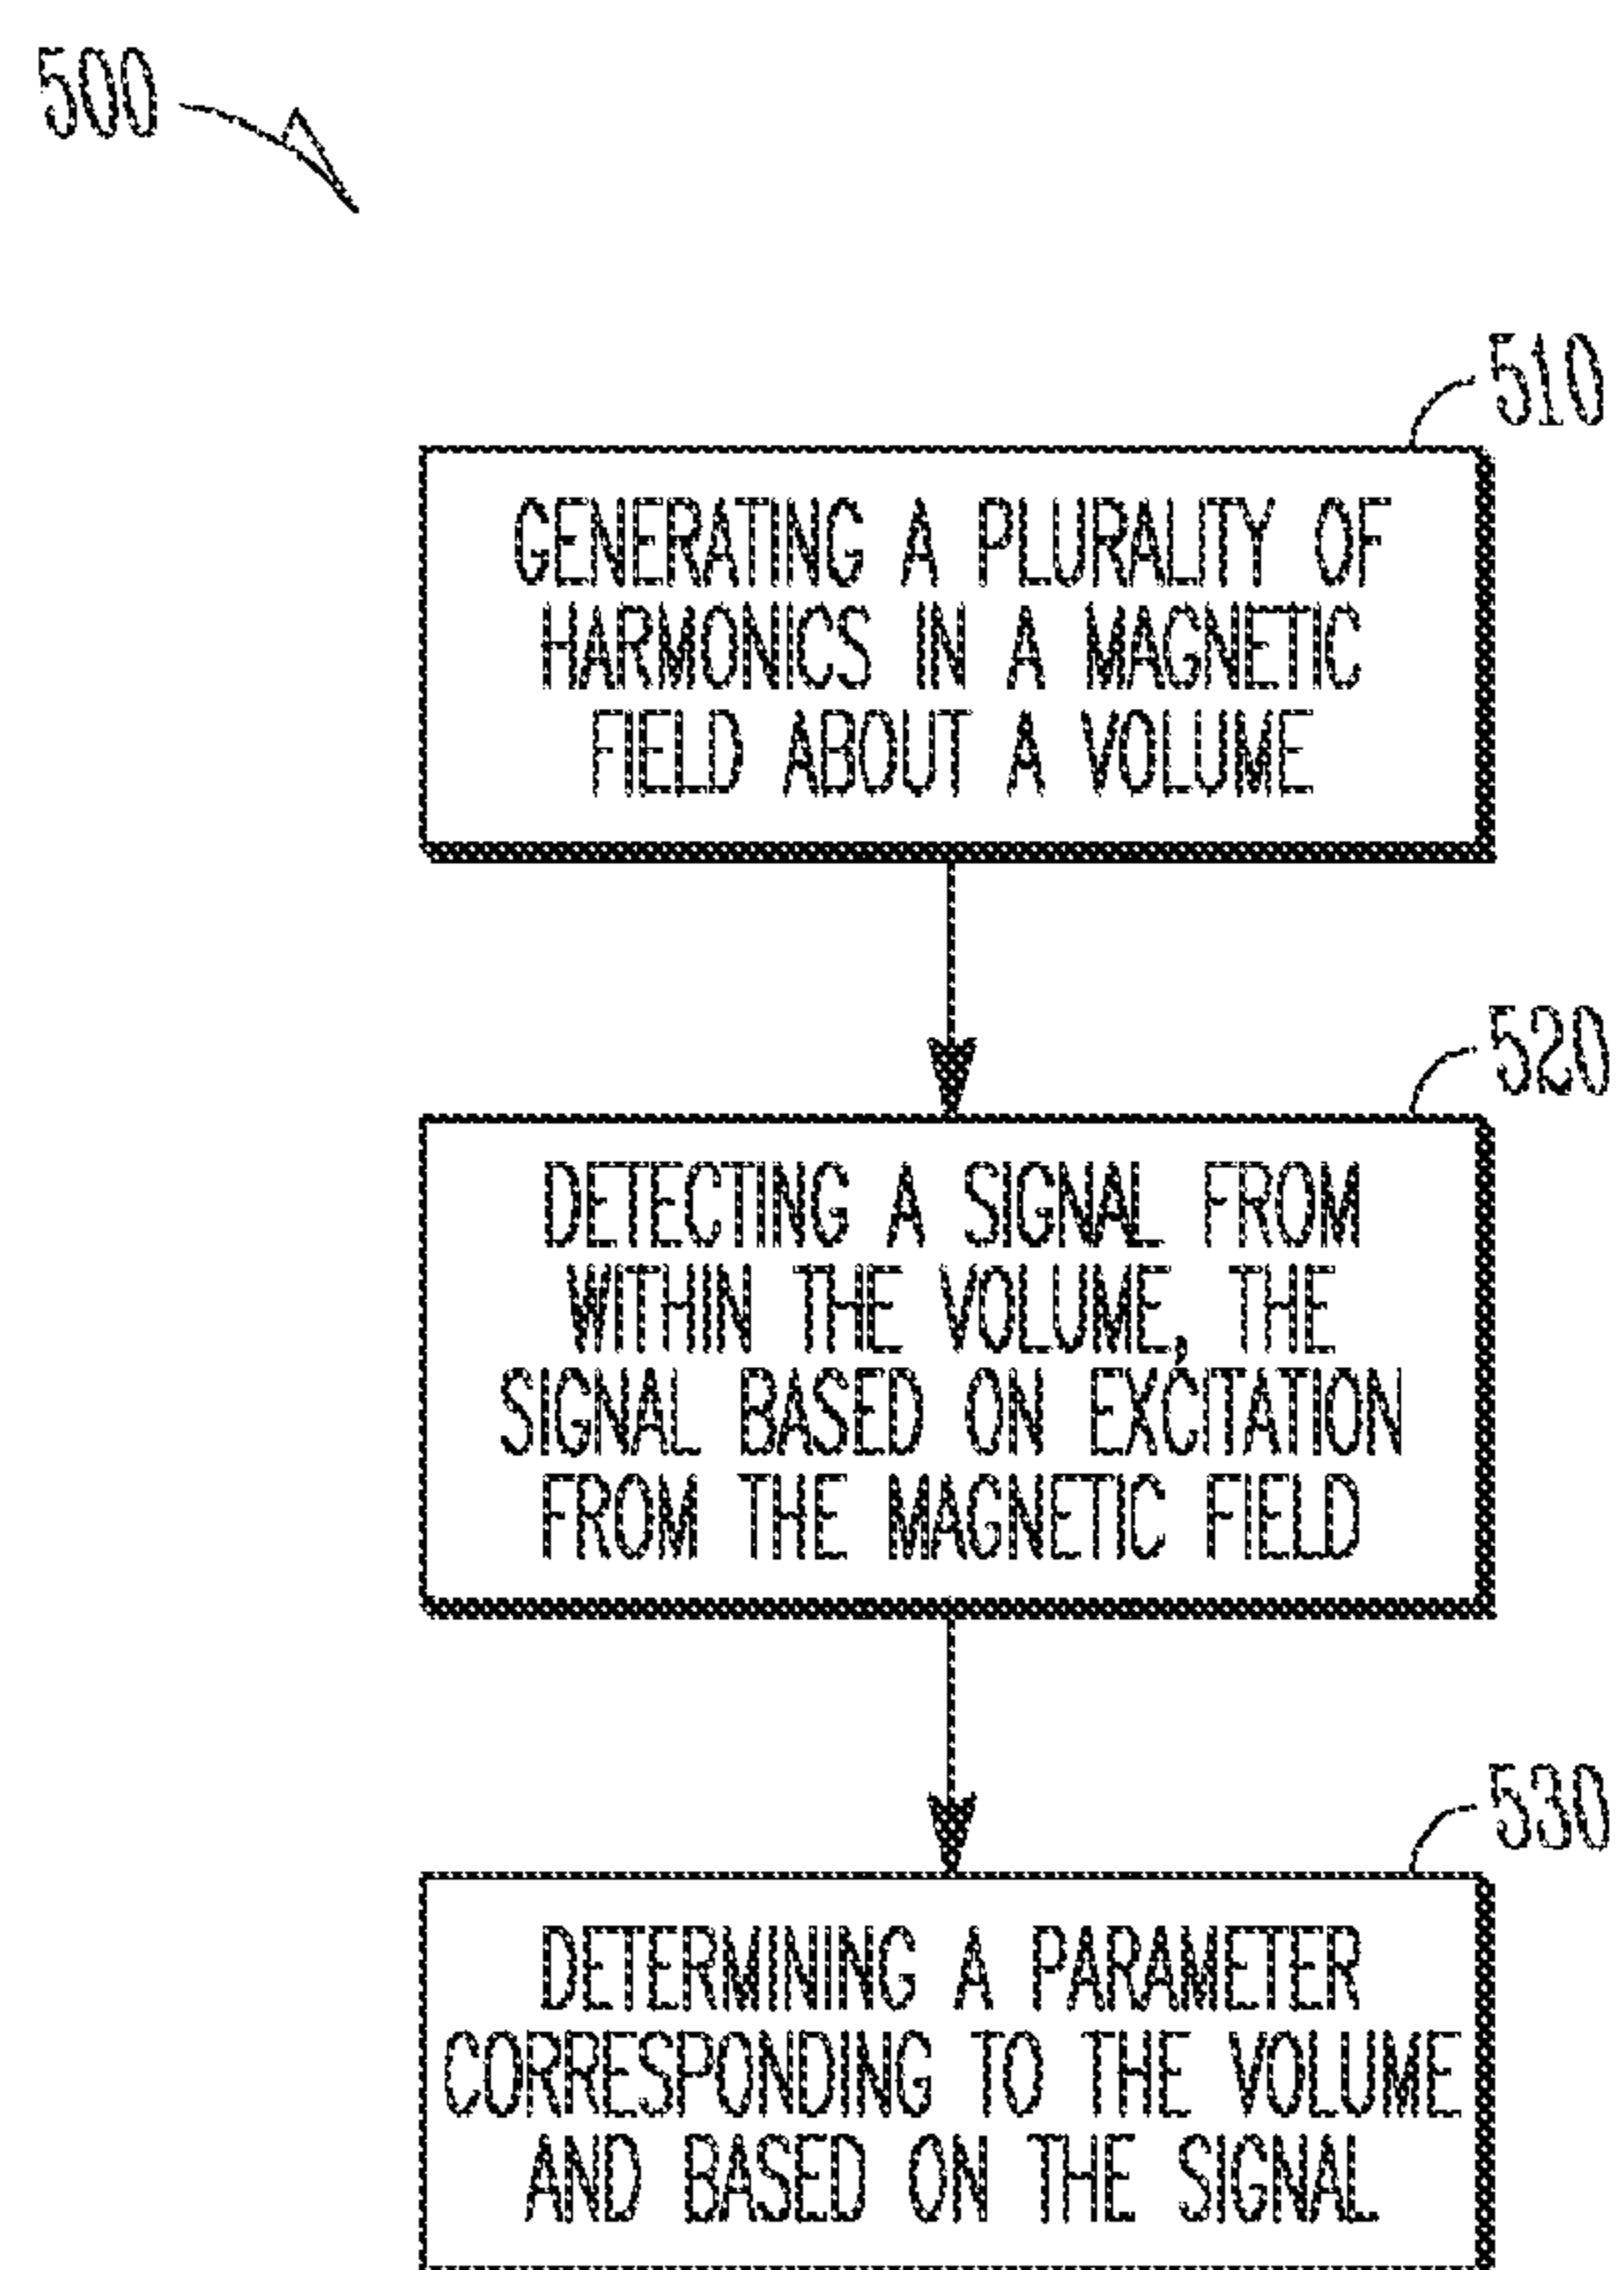 500
510
GENERATING A PLURALITY OF
HARMONICS IN A MAGNETIC
FIELD ABOUT A VOLUME
520
DETECTING A SIGNAL FROM
WITHIN THE VOLUME, THE
SIGNAL BASED ON EXCITATION
FROM THE MAGNETIC FIELD
530
DETERMINING A PARAMETER
CORRESPONDING TO THE VOLUME
AND BASED ON THE SIGNAL